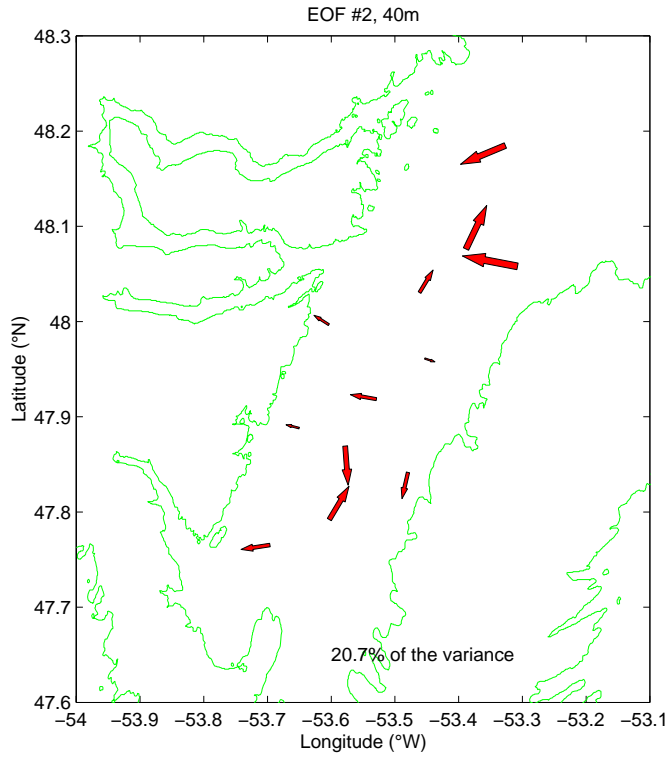 EOF #2, 40m
48.3
48.2
48.1
48
47.9
47.8
47.7
47.6
Latitude (°N)
20.7% of the variance
−54 −53.9 −53.8 −53.7 −53.6 −53.5 −53.4 −53.3 −53.2 −53.1
Longitude (°W)